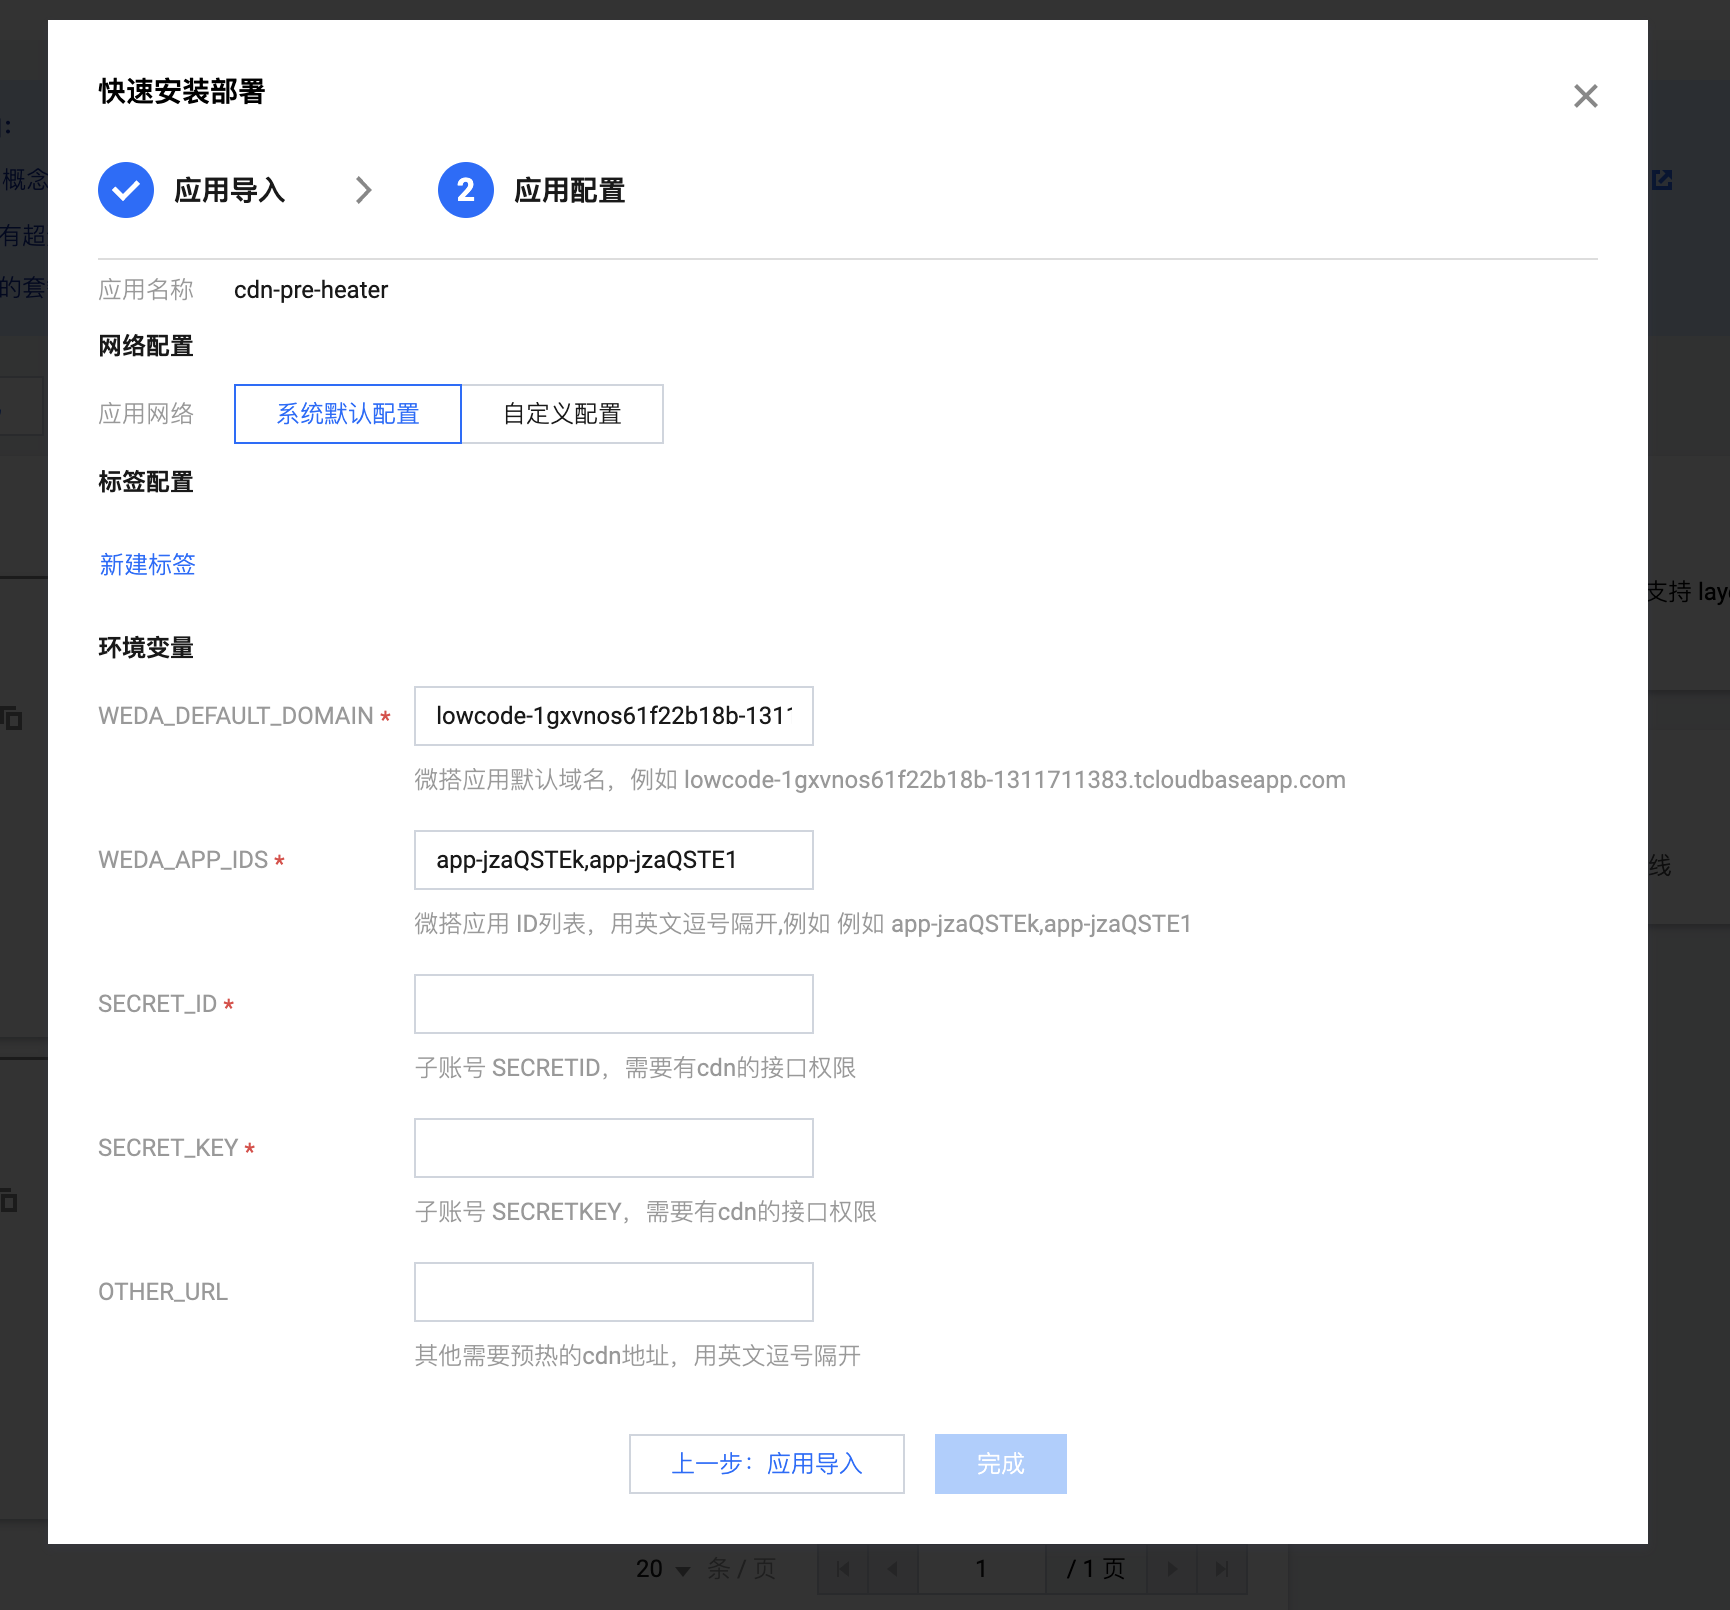 快速安装部署
应用导入
2 应用配置
应用名称 cdn-pre-heater
网络配置
应用网络 系统默认配置 自定义配置
标签配置
新建标签
环境变量
WEDA_DEFAULT_DOMAIN * lowcode-1gxvnos61f22b18b-1311
微搭应用默认域名，例如 lowcode-1gxvnos61f22b18b-1311711383.tcloudbaseapp.com
WEDA_APP_IDS * app-jzaQSTEk,app-jzaQSTE1
微搭应用 ID列表，用英文逗号隔开,例如 例如 app-jzaQSTEk,app-jzaQSTE1
SECRET_ID *
子账号 SECRETID，需要有cdn的接口权限
SECRET_KEY *
子账号 SECRETKEY，需要有cdn的接口权限
OTHER_URL
其他需要预热的cdn地址，用英文逗号隔开
上一步：应用导入 完成
概念
有超
的套
支持 lay
线
20 条 / 页 1 / 1 页